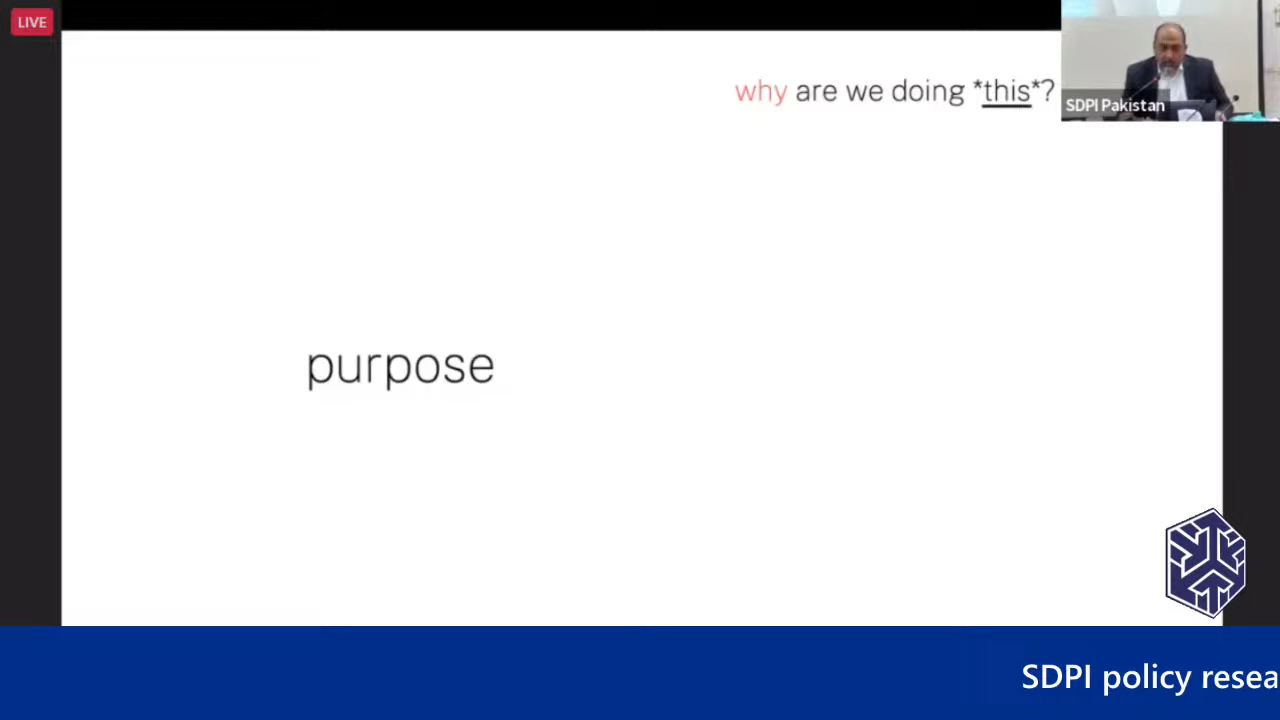 LIVE
why are we doing *this*?
SDPI Pakistan
purpose
SDPI policy resea